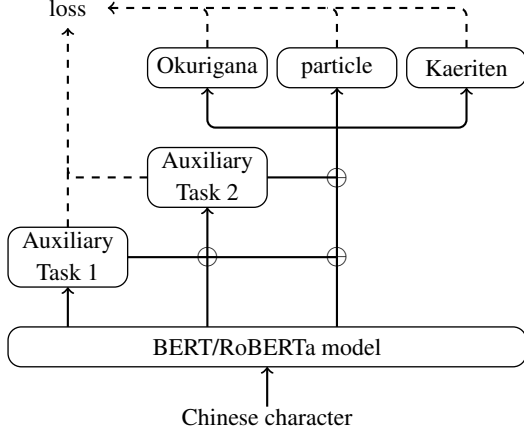 loss
Okurigana particle Kaeriten
Auxiliary
Task 2
Auxiliary
Task 1
BERT/RoBERTa model
Chinese character